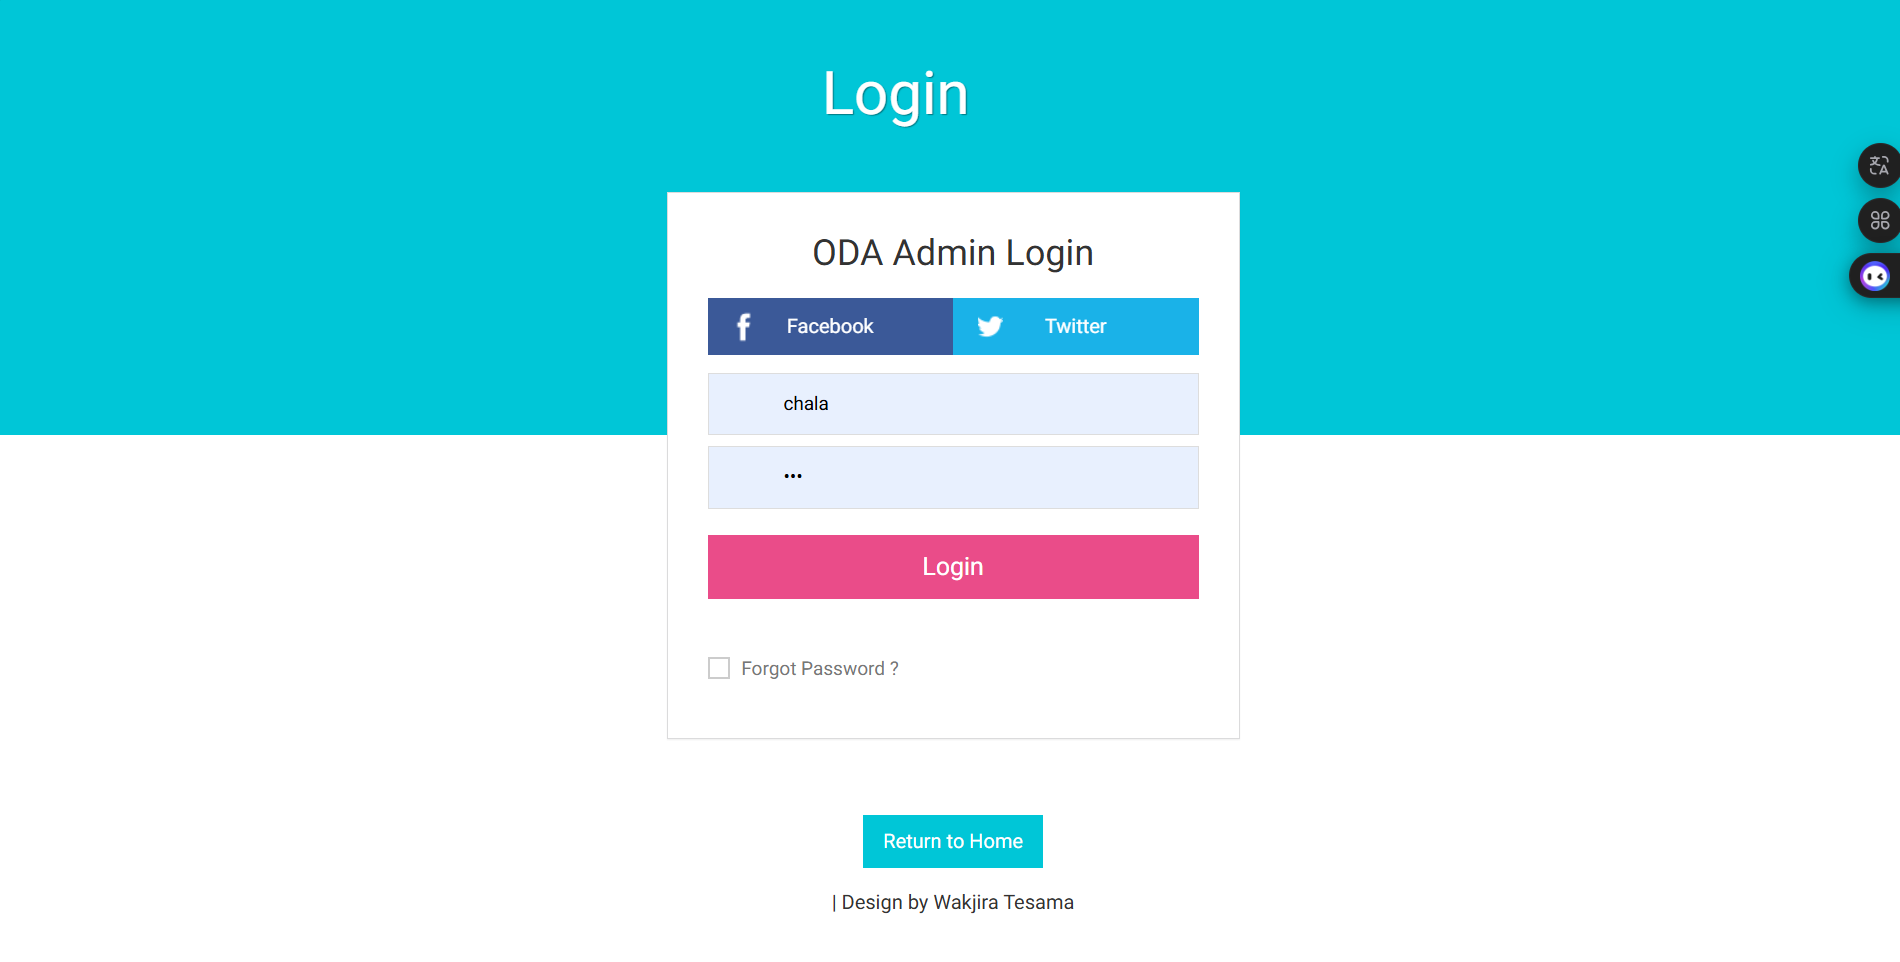 Login
ODA Admin Login
Facebook Twitter
chala
•••
Login
Forgot Password ?
Return to Home
| Design by Wakjira Tesama